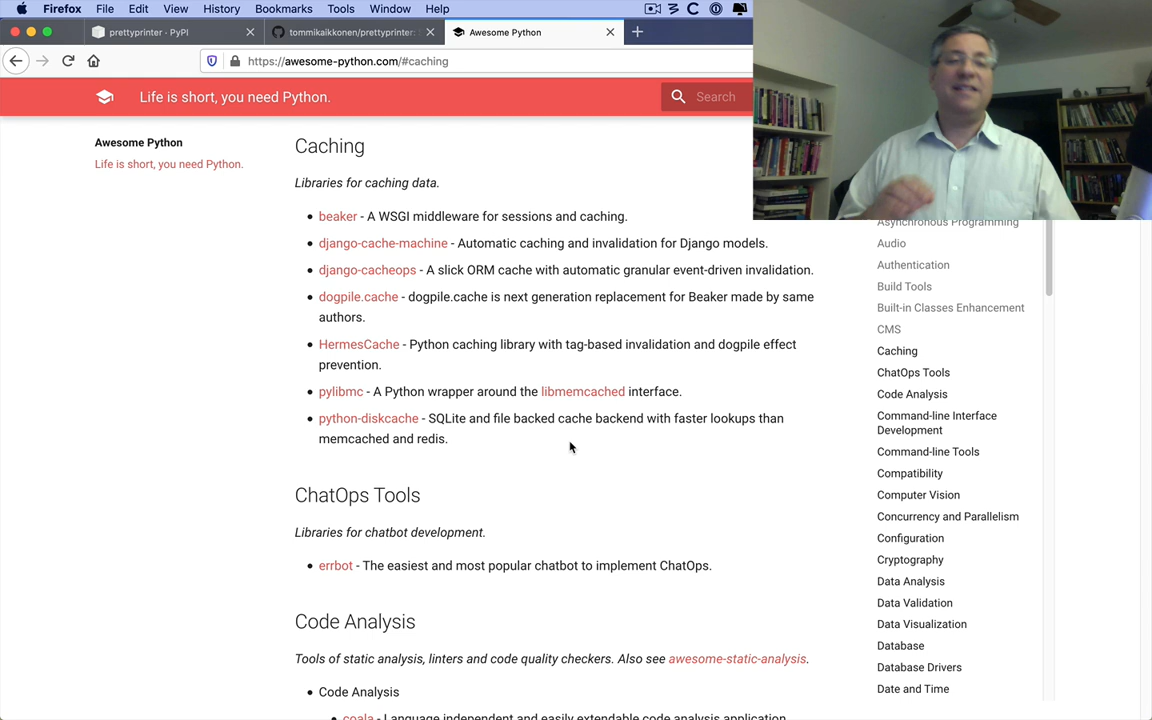 Firefox File Edit View History Bookmarks Tools Window Help
prettyprinter · PyPI
tommikaikkonen/prettyprinter:
Awesome Python
https://awesome-python.com/#caching
Life is short, you need Python.
Search
Awesome Python
Life is short, you need Python.
Caching
Libraries for caching data.
beaker - A WSGI middleware for sessions and caching.
django-cache-machine - Automatic caching and invalidation for Django models.
django-cacheops - A slick ORM cache with automatic granular event-driven invalidation.
dogpile.cache - dogpile.cache is next generation replacement for Beaker made by same
authors.
HermesCache - Python caching library with tag-based invalidation and dogpile effect
prevention.
pylibmc - A Python wrapper around the libmemcached interface.
python-diskcache - SQLite and file backed cache backend with faster lookups than
memcached and redis.
ChatOps Tools
Libraries for chatbot development.
errbot - The easiest and most popular chatbot to implement ChatOps.
Code Analysis
Tools of static analysis, linters and code quality checkers. Also see awesome-static-analysis.
Code Analysis
coala - Language independent and easily extendable code analysis application.
Asynchronous Programming
Audio
Authentication
Build Tools
Built-in Classes Enhancement
CMS
Caching
ChatOps Tools
Code Analysis
Command-line Interface
Development
Command-line Tools
Compatibility
Computer Vision
Concurrency and Parallelism
Configuration
Cryptography
Data Analysis
Data Validation
Data Visualization
Database
Database Drivers
Date and Time